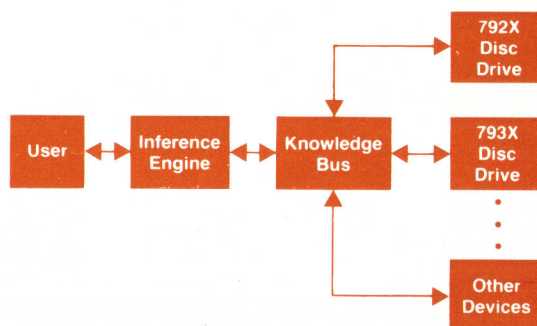 User
Inference
Engine
Knowledge
Bus
792X
Disc
Drive
793X
Disc
Drive
Other
Devices